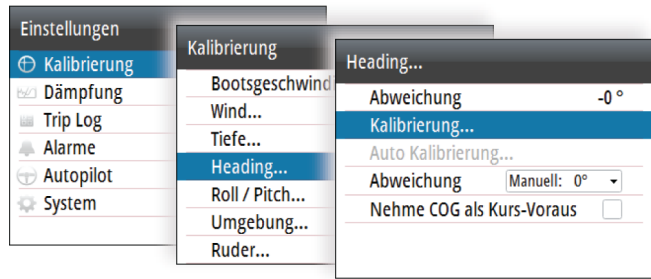 Einstellungen
Kalibrierung
Dämpfung
Trip Log
Alarme
Autopilot
System
Kalibrierung
Bootsgeschwind
Wind...
Tiefe...
Heading...
Roll / Pitch...
Umgebung...
Ruder...
Heading...
Abweichung -0 °
Kalibrierung...
Auto Kalibrierung...
Abweichung Manuell: 0°
Nehme COG als Kurs-Voraus